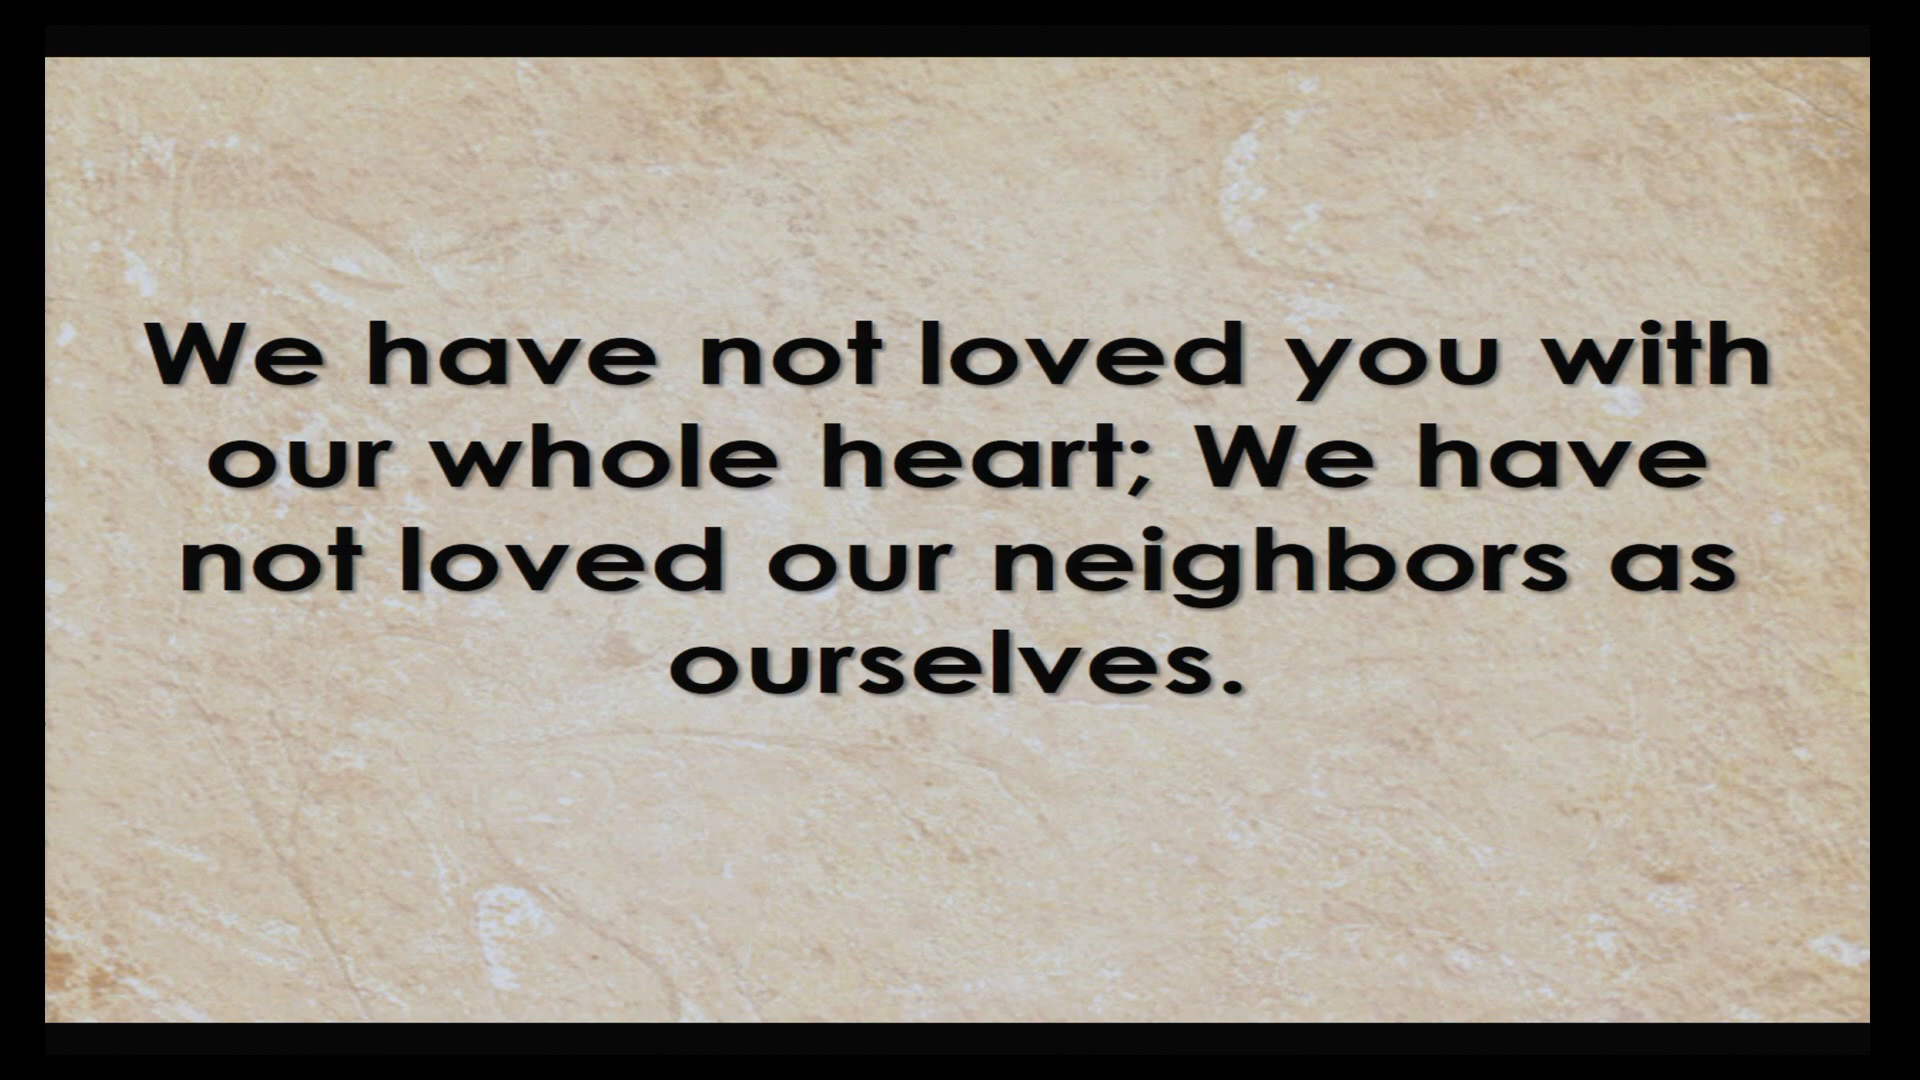 We have not loved you with
our whole heart; We have
not loved our neighbors as
ourselves.